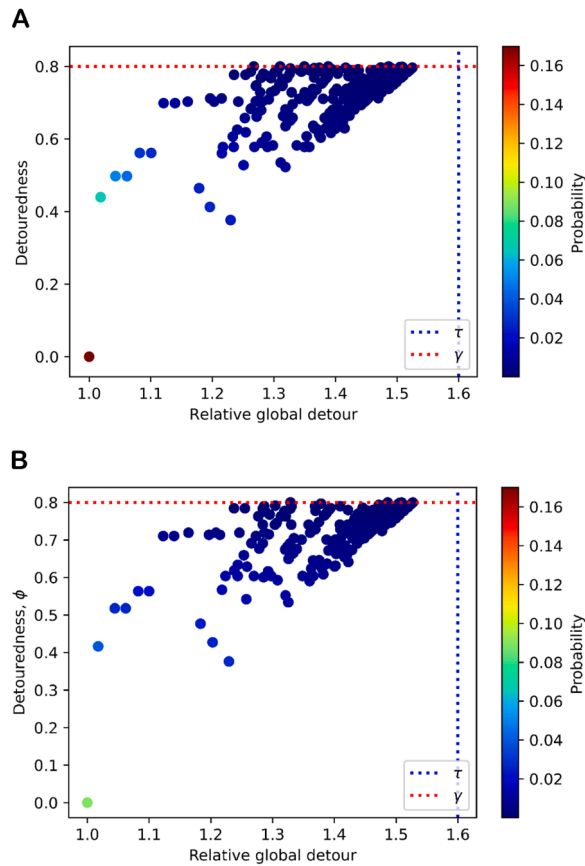 A
0.8
0.6
0.4
0.2
0.0
Detouredness
1.0 1.1 1.2 1.3 1.4 1.5 1.6
Relative global detour
τ
γ
0.16
0.14
0.12
0.10
0.08
0.06
0.04
0.02
Probability
B
0.8
0.7
0.6
0.5
0.4
0.3
0.2
0.1
0.0
Detouredness, ϕ
1.0 1.1 1.2 1.3 1.4 1.5 1.6
Relative global detour
τ
γ
0.16
0.14
0.12
0.10
0.08
0.06
0.04
0.02
Probability